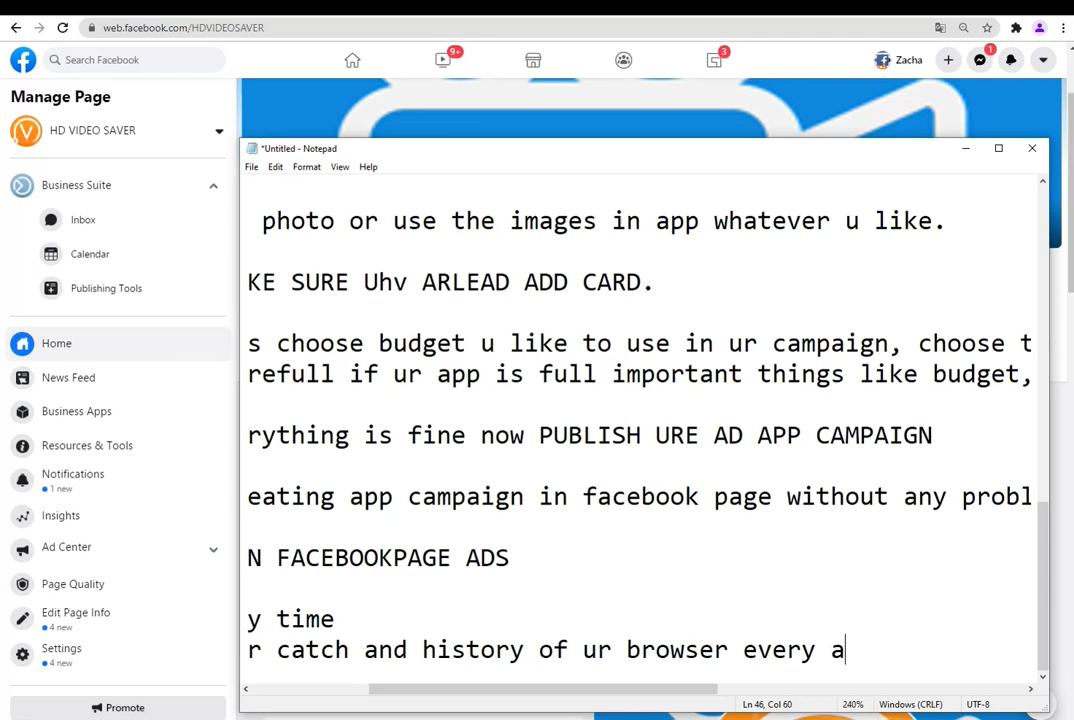 web.facebook.com/HDVIDEOSAVER
Search Facebook
9+
3
Zacha
1
Manage Page
HD VIDEO SAVER
Business Suite
Inbox
Calendar
Publishing Tools
Home
News Feed
Business Apps
Resources & Tools
Notifications
1 new
Insights
Ad Center
Page Quality
Edit Page Info
4 new
Settings
4 new
Promote
*Untitled - Notepad
File Edit Format View Help
photo or use the images in app whatever u like.
KE SURE Uhv ARLEAD ADD CARD.
s choose budget u like to use in ur campaign, choose t
refull if ur app is full important things like budget,
rything is fine now PUBLISH URE AD APP CAMPAIGN
eating app campaign in facebook page without any probl
N FACEBOOKPAGE ADS
y time
r catch and history of ur browser every a
Ln 46, Col 60 240% Windows (CRLF) UTF-8